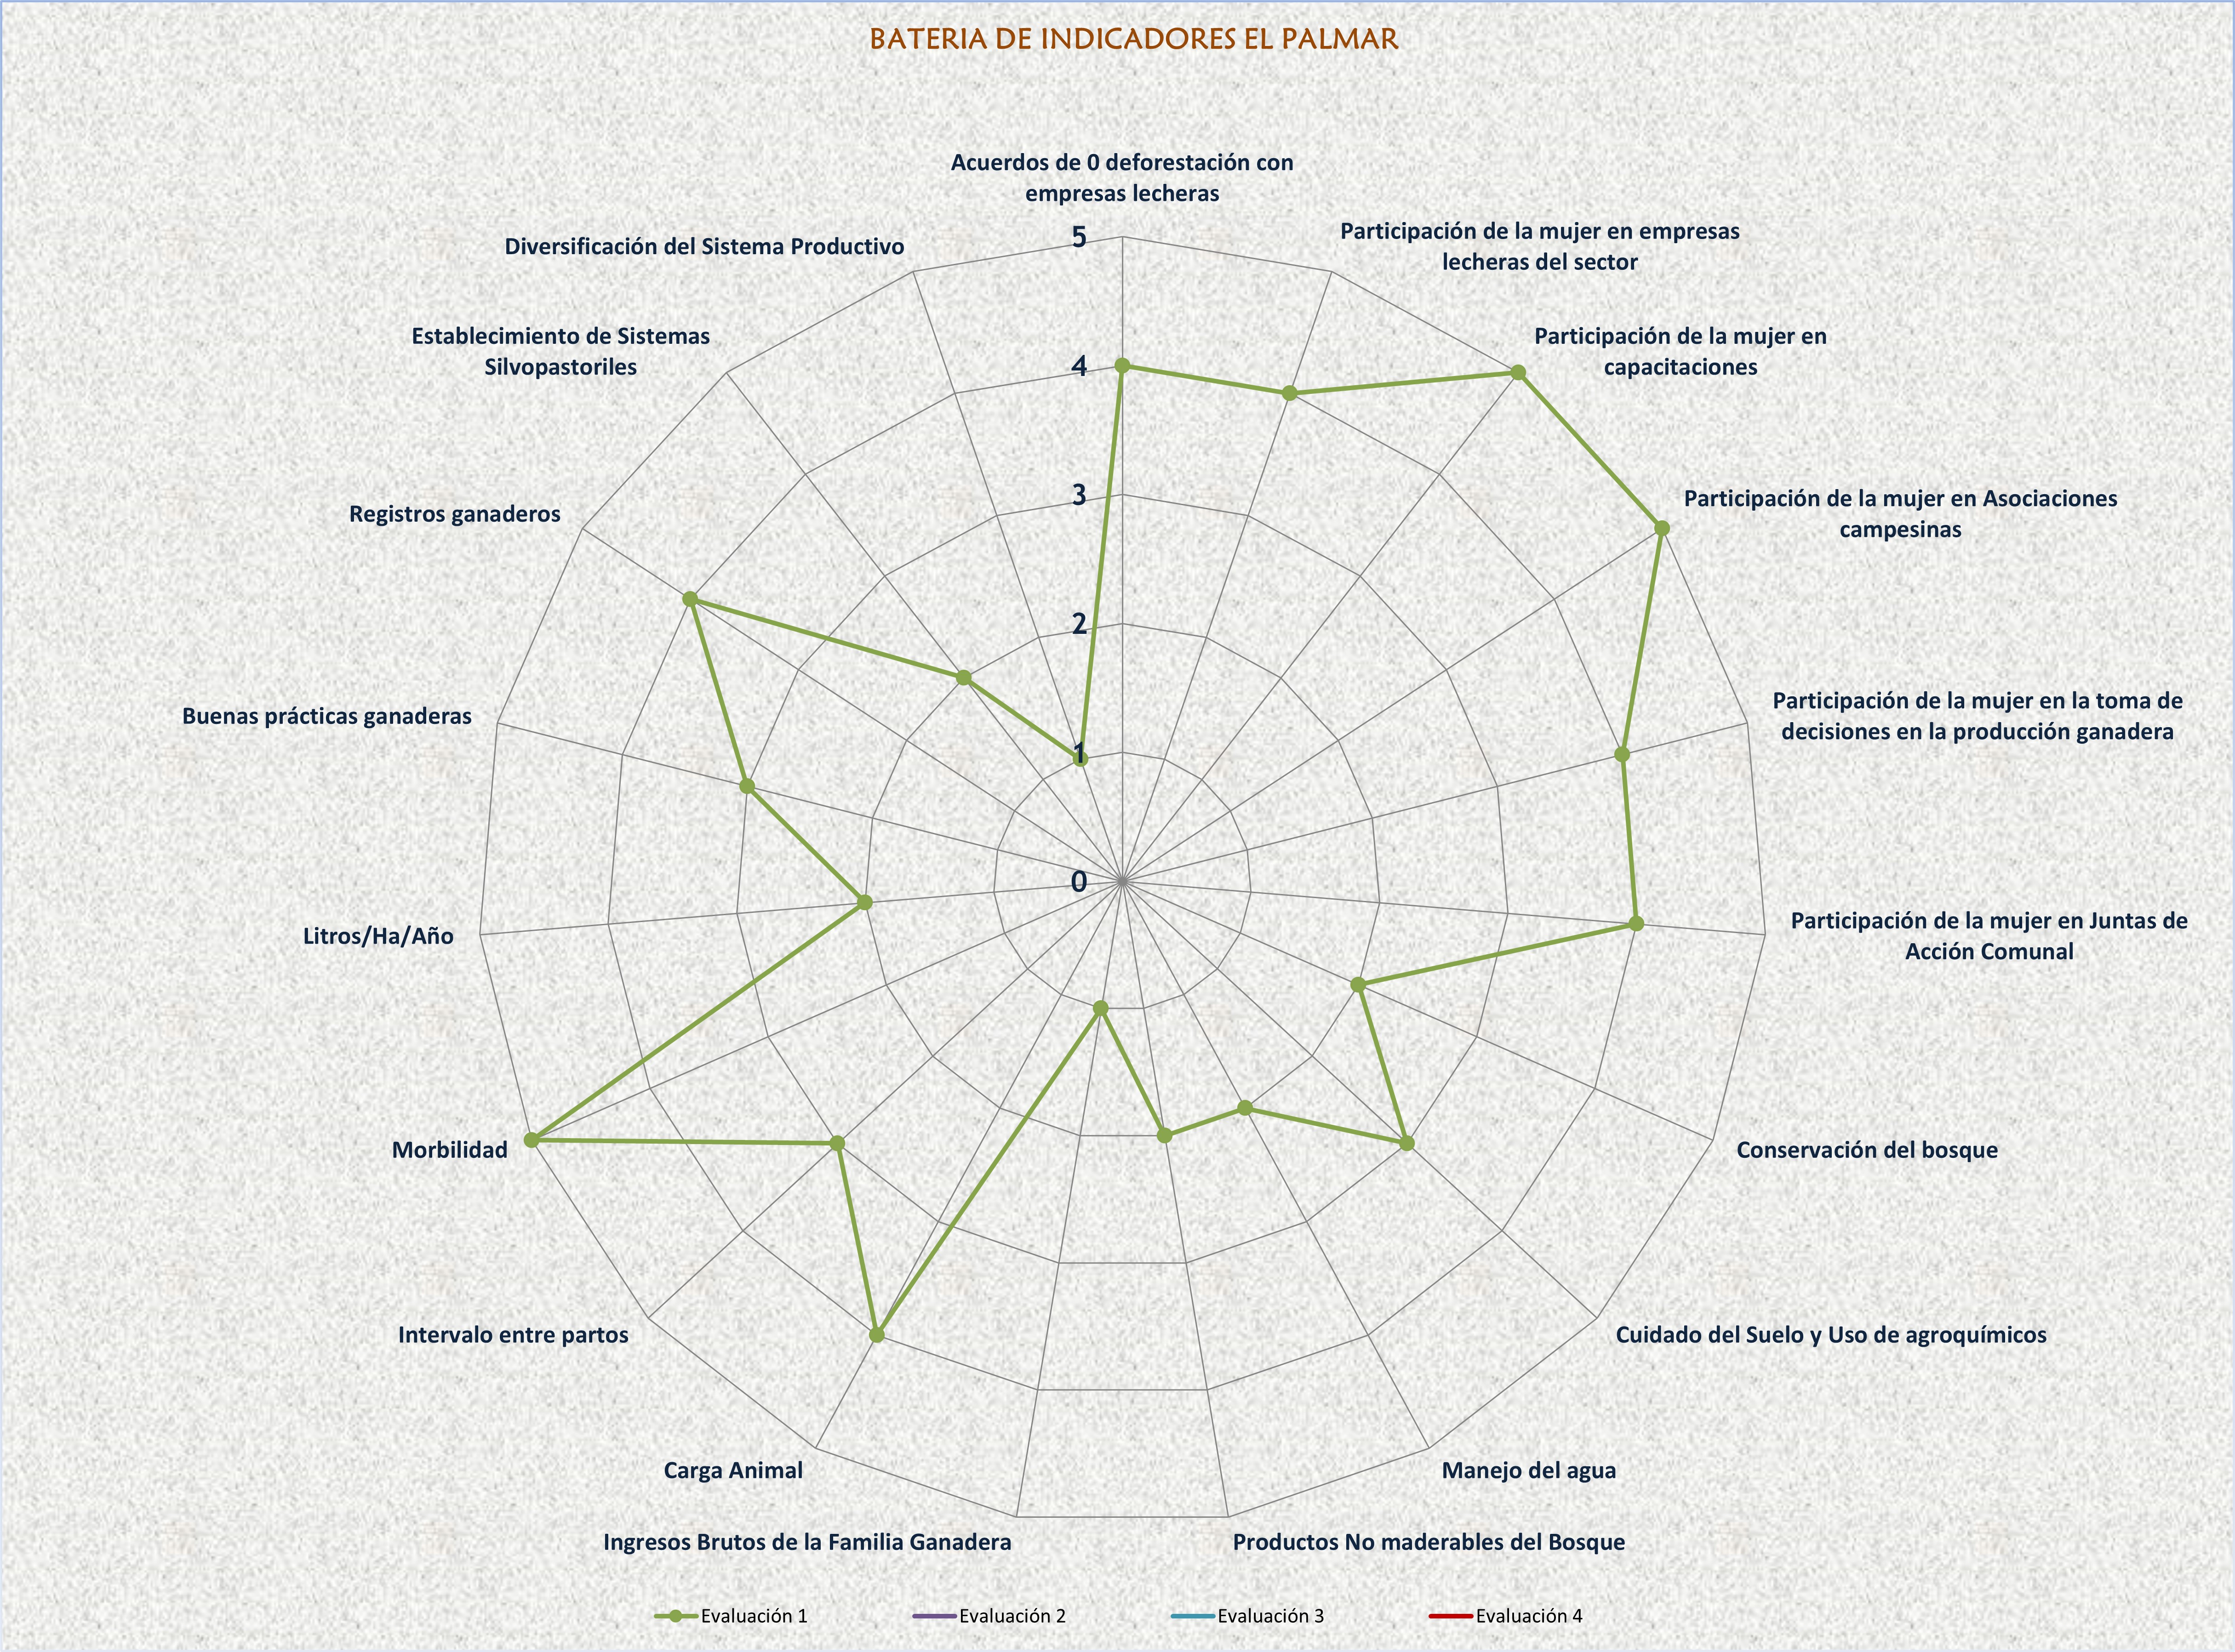 BATERIA DE INDICADORES EL PALMAR
Acuerdos de 0 deforestación con
empresas lecheras
Participación de la mujer en empresas
lecheras del sector
Participación de la mujer en
capacitaciones
Participación de la mujer en Asociaciones
campesinas
Participación de la mujer en la toma de
decisiones en la producción ganadera
Participación de la mujer en Juntas de
Acción Comunal
Conservación del bosque
Cuidado del Suelo y Uso de agroquímicos
Manejo del agua
Productos No maderables del Bosque
Ingresos Brutos de la Familia Ganadera
Carga Animal
Intervalo entre partos
Morbilidad
Litros/Ha/Año
Buenas prácticas ganaderas
Registros ganaderos
Establecimiento de Sistemas
Silvopastoriles
Diversificación del Sistema Productivo
5
4
3
2
1
0
Evaluación 1
Evaluación 2
Evaluación 3
Evaluación 4